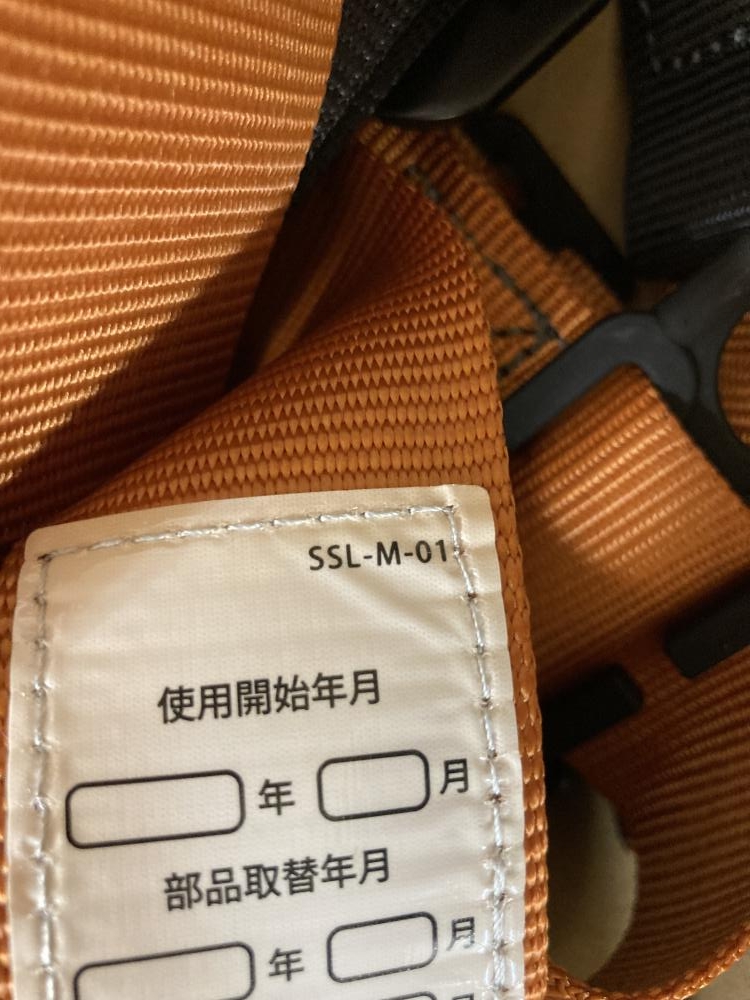 SSL-M-01
使用開始年月
年 月
部品取替年月
年 月